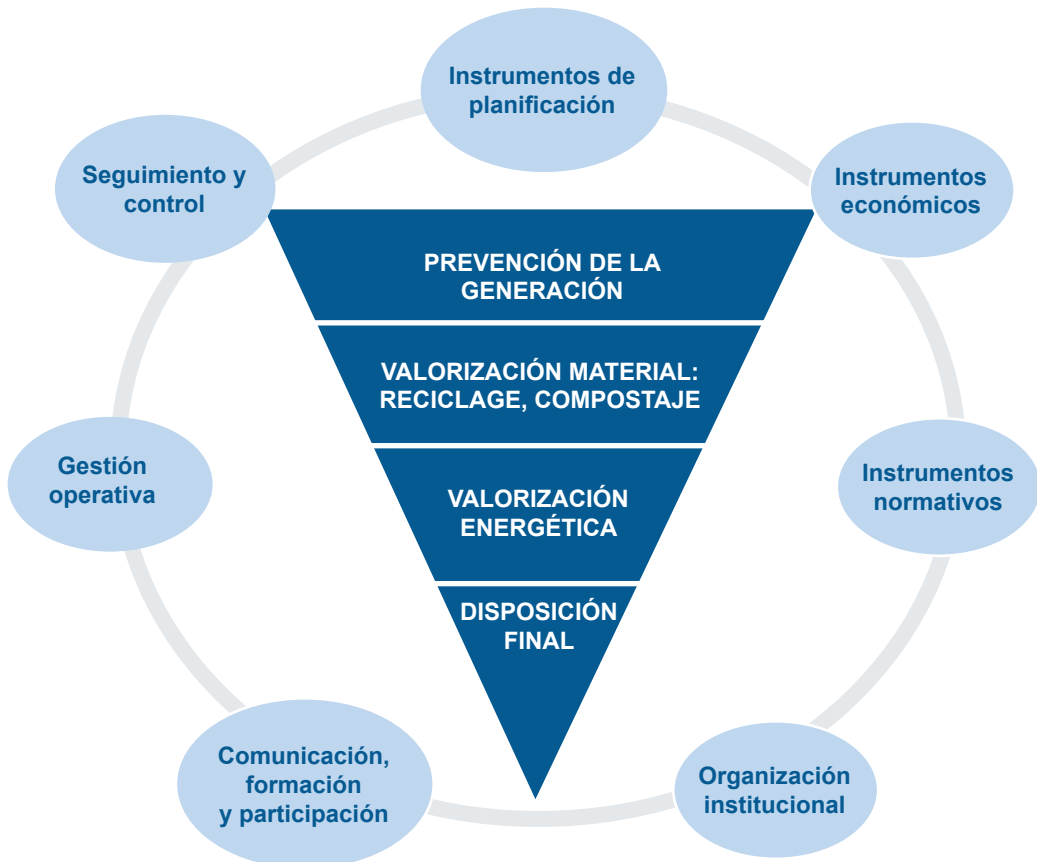 Instrumentos de
planificación
Seguimiento y
control
Instrumentos
económicos
PREVENCIÓN DE LA
GENERACIÓN
VALORIZACIÓN MATERIAL:
RECICLAGE, COMPOSTAJE
Gestión
operativa
Instrumentos
normativos
VALORIZACIÓN
ENERGÉTICA
DISPOSICIÓN
FINAL
Comunicación,
formación
y participación
Organización
institucional